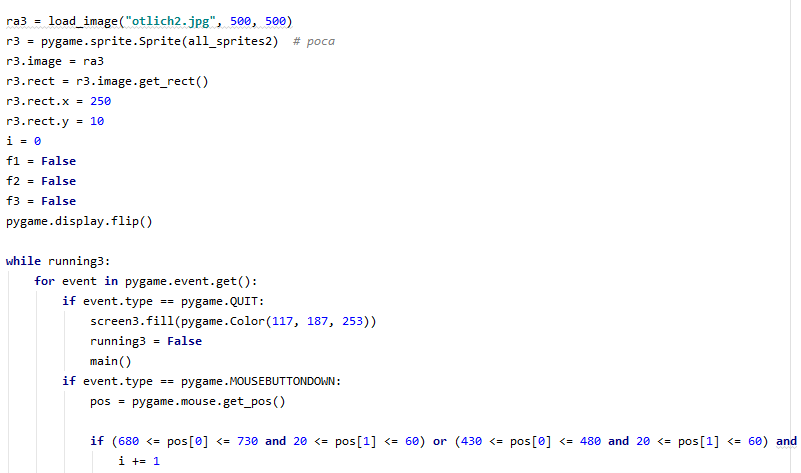 ra3 = load_image("otlich2.jpg", 500, 500)
r3 = pygame.sprite.Sprite(all_sprites2)  # роса
r3.image = ra3
r3.rect = r3.image.get_rect()
r3.rect.x = 250
r3.rect.y = 10
i = 0
f1 = False
f2 = False
f3 = False
pygame.display.flip()

while running3:
    for event in pygame.event.get():
        if event.type == pygame.QUIT:
            screen3.fill(pygame.Color(117, 187, 253))
            running3 = False
            main()
        if event.type == pygame.MOUSEBUTTONDOWN:
            pos = pygame.mouse.get_pos()

            if (680 <= pos[0] <= 730 and 20 <= pos[1] <= 60) or (430 <= pos[0] <= 480 and 20 <= pos[1] <= 60) and
                i += 1